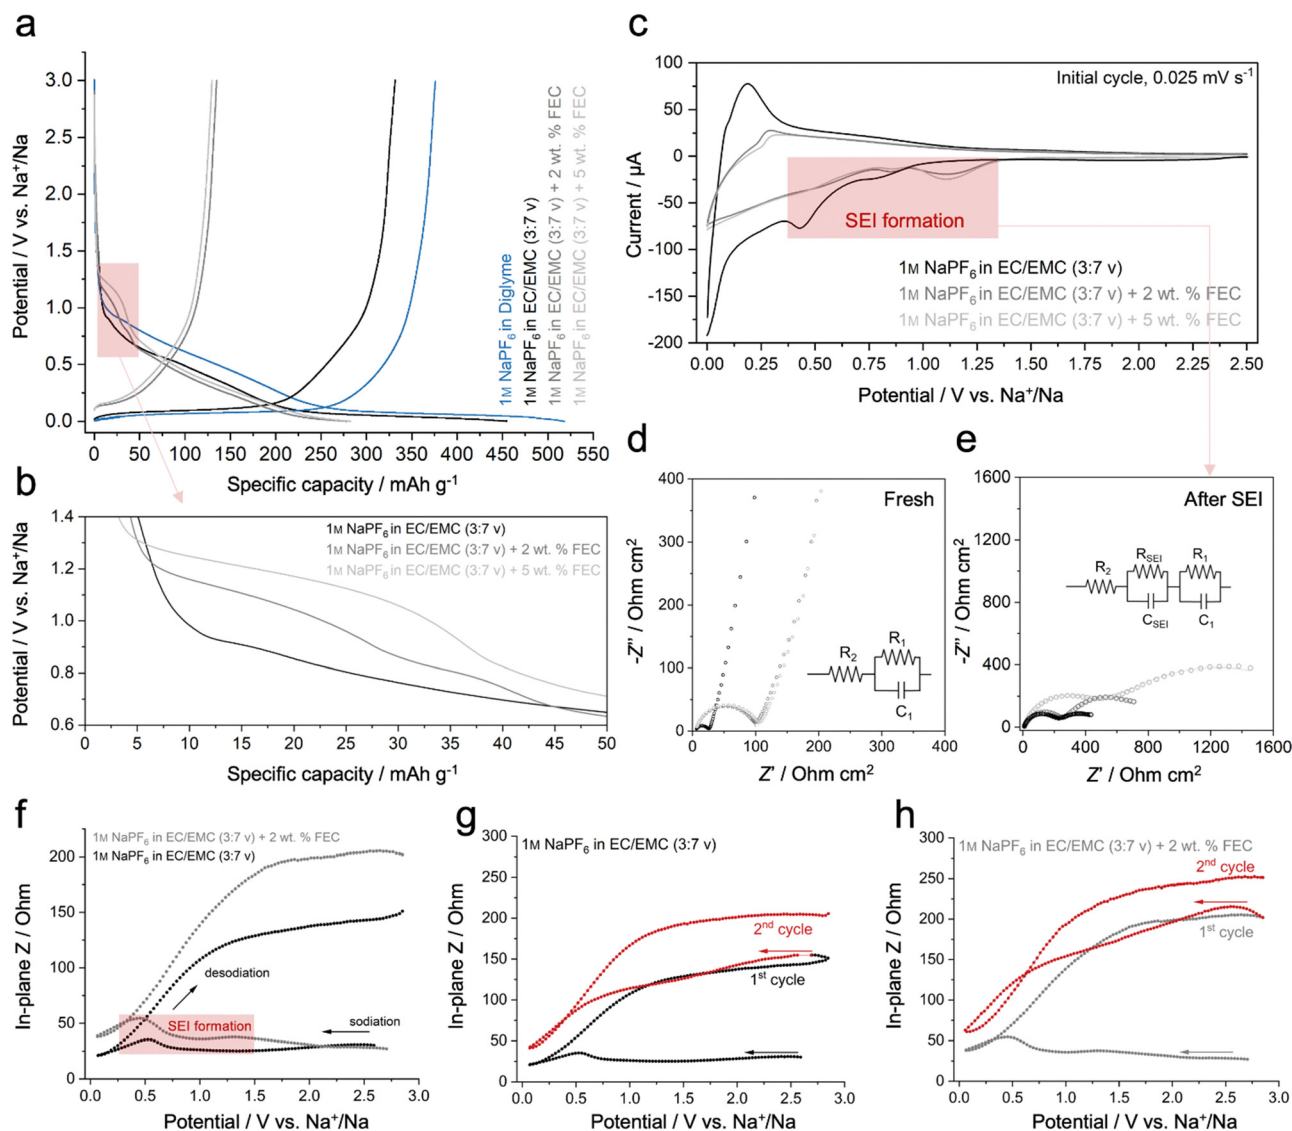 a
3.0
2.5
2.0
1.5
1.0
0.5
0.0
Potential / V vs. Na⁺/Na
0 50 100 150 200 250 300 350 400 450 500 550
Specific capacity / mAh g⁻¹
1M NaPF₆ in Diglyme
1M NaPF₆ in EC/EMC (3:7 v)
1M NaPF₆ in EC/EMC (3:7 v) + 2 wt. % FEC
1M NaPF₆ in EC/EMC (3:7 v) + 5 wt. % FEC
b
1.4
1.2
1.0
0.8
0.6
Potential / V vs. Na⁺/Na
0 5 10 15 20 25 30 35 40 45 50
Specific capacity / mAh g⁻¹
1M NaPF₆ in EC/EMC (3:7 v)
1M NaPF₆ in EC/EMC (3:7 v) + 2 wt. % FEC
1M NaPF₆ in EC/EMC (3:7 v) + 5 wt. % FEC
c
100
50
0
-50
-100
-150
-200
Current / µA
Initial cycle, 0.025 mV s⁻¹
SEI formation
1M NaPF₆ in EC/EMC (3:7 v)
1M NaPF₆ in EC/EMC (3:7 v) + 2 wt. % FEC
1M NaPF₆ in EC/EMC (3:7 v) + 5 wt. % FEC
0.00 0.25 0.50 0.75 1.00 1.25 1.50 1.75 2.00 2.25 2.50
Potential / V vs. Na⁺/Na
d
400
300
200
100
0
-Z'' / Ohm cm²
Fresh
R₂
R₁
C₁
0 100 200 300 400
Z' / Ohm cm²
e
1600
1200
800
400
0
-Z'' / Ohm cm²
After SEI
R₂
R_SEI
R₁
C_SEI
C₁
0 400 800 1200 1600
Z' / Ohm cm²
f
1M NaPF₆ in EC/EMC (3:7 v) + 2 wt. % FEC
1M NaPF₆ in EC/EMC (3:7 v)
200
150
100
50
0
In-plane Z / Ohm
desodiation
SEI formation
sodiation
0.0 0.5 1.0 1.5 2.0 2.5 3.0
Potential / V vs. Na⁺/Na
g
300
250
200
150
100
50
0
In-plane Z / Ohm
1M NaPF₆ in EC/EMC (3:7 v)
2ⁿᵈ cycle
1ˢᵗ cycle
0.0 0.5 1.0 1.5 2.0 2.5 3.0
Potential / V vs. Na⁺/Na
h
300
250
200
150
100
50
0
In-plane Z / Ohm
1M NaPF₆ in EC/EMC (3:7 v) + 2 wt. % FEC
2ⁿᵈ cycle
1ˢᵗ cycle
0.0 0.5 1.0 1.5 2.0 2.5 3.0
Potential / V vs. Na⁺/Na